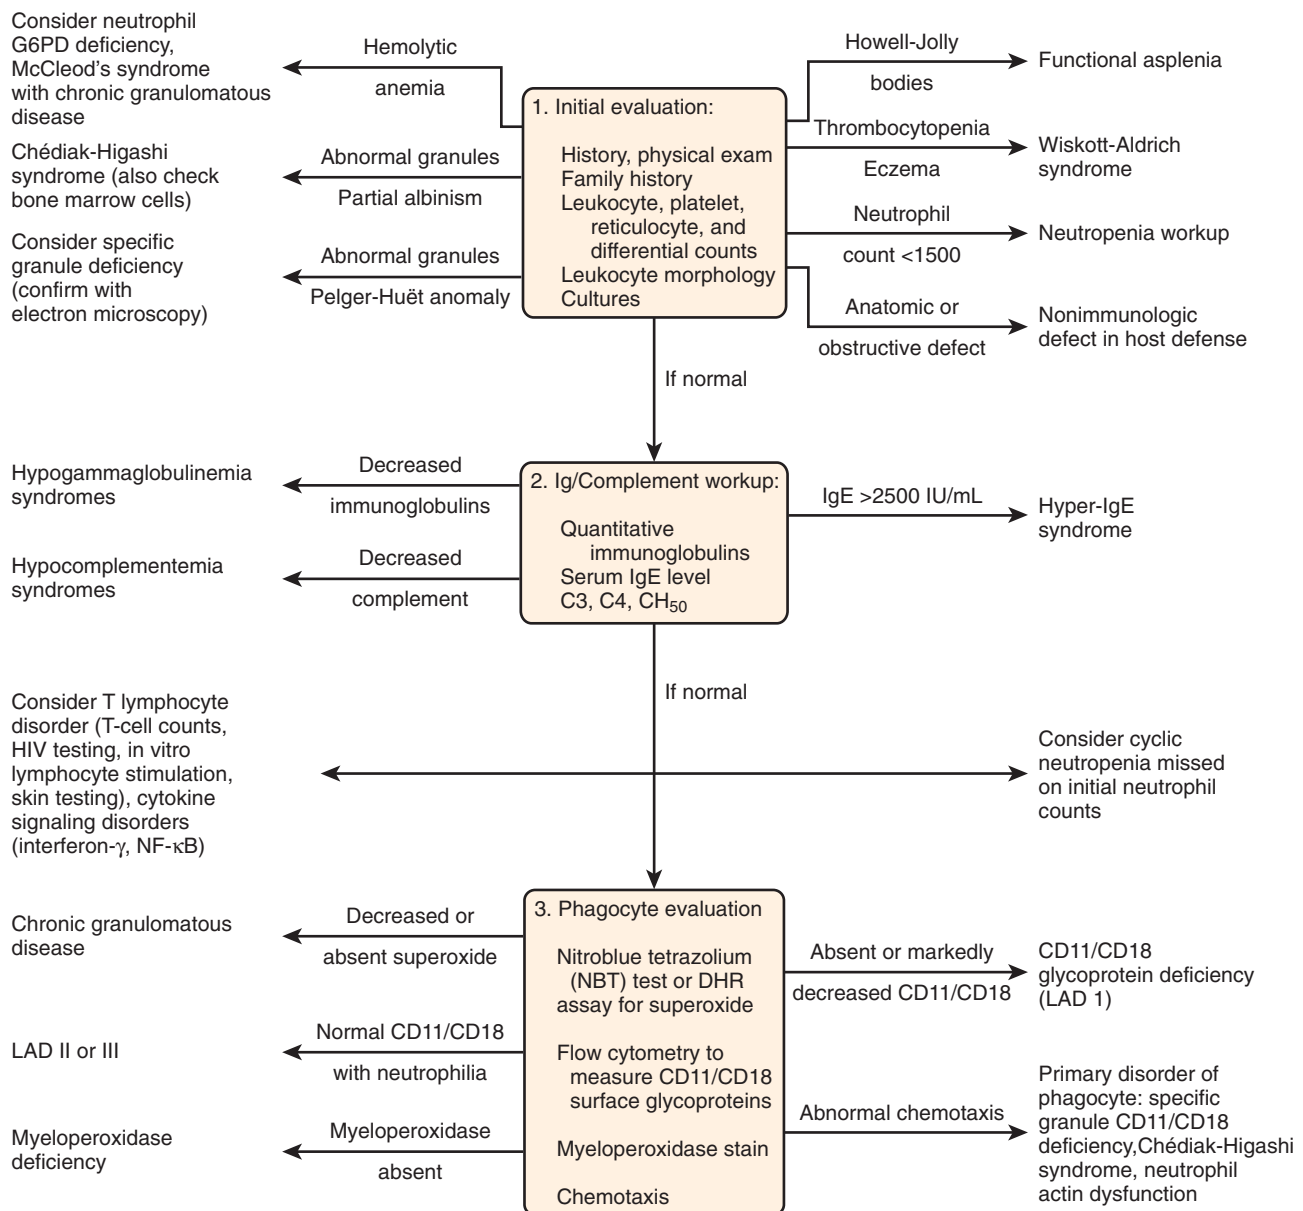 Consider neutrophil
G6PD deficiency,
McCleod's syndrome
with chronic granulomatous
disease
Hemolytic
anemia
Chédiak-Higashi
syndrome (also check
bone marrow cells)
Abnormal granules
Partial albinism
Consider specific
granule deficiency
(confirm with
electron microscopy)
Abnormal granules
Pelger-Huët anomaly
1. Initial evaluation:
History, physical exam
Family history
Leukocyte, platelet,
reticulocyte, and
differential counts
Leukocyte morphology
Cultures
Howell-Jolly
bodies
Functional asplenia
Thrombocytopenia
Eczema
Wiskott-Aldrich
syndrome
Neutrophil
count <1500
Neutropenia workup
Anatomic or
obstructive defect
Nonimmunologic
defect in host defense
If normal
Hypogammaglobulinemia
syndromes
Decreased
immunoglobulins
Hypocomplementemia
syndromes
Decreased
complement
2. Ig/Complement workup:
Quantitative
immunoglobulins
Serum IgE level
C3, C4, CH50
IgE >2500 IU/mL
Hyper-IgE
syndrome
If normal
Consider T lymphocyte
disorder (T-cell counts,
HIV testing, in vitro
lymphocyte stimulation,
skin testing), cytokine
signaling disorders
(interferon-γ, NF-κB)
Consider cyclic
neutropenia missed
on initial neutrophil
counts
Chronic granulomatous
disease
Decreased or
absent superoxide
LAD II or III
Normal CD11/CD18
with neutrophilia
Myeloperoxidase
deficiency
Myeloperoxidase
absent
3. Phagocyte evaluation
Nitroblue tetrazolium
(NBT) test or DHR
assay for superoxide
Flow cytometry to
measure CD11/CD18
surface glycoproteins
Myeloperoxidase stain
Chemotaxis
Absent or markedly
decreased CD11/CD18
CD11/CD18
glycoprotein deficiency
(LAD 1)
Abnormal chemotaxis
Primary disorder of
phagocyte: specific
granule CD11/CD18
deficiency,Chédiak-Higashi
syndrome, neutrophil
actin dysfunction